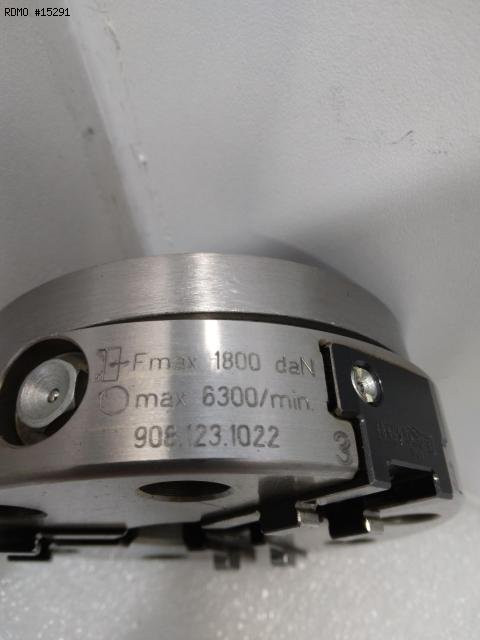 RDMO #15291
Fmax 1800 daN
max 6300/min.
908.123.1022
3